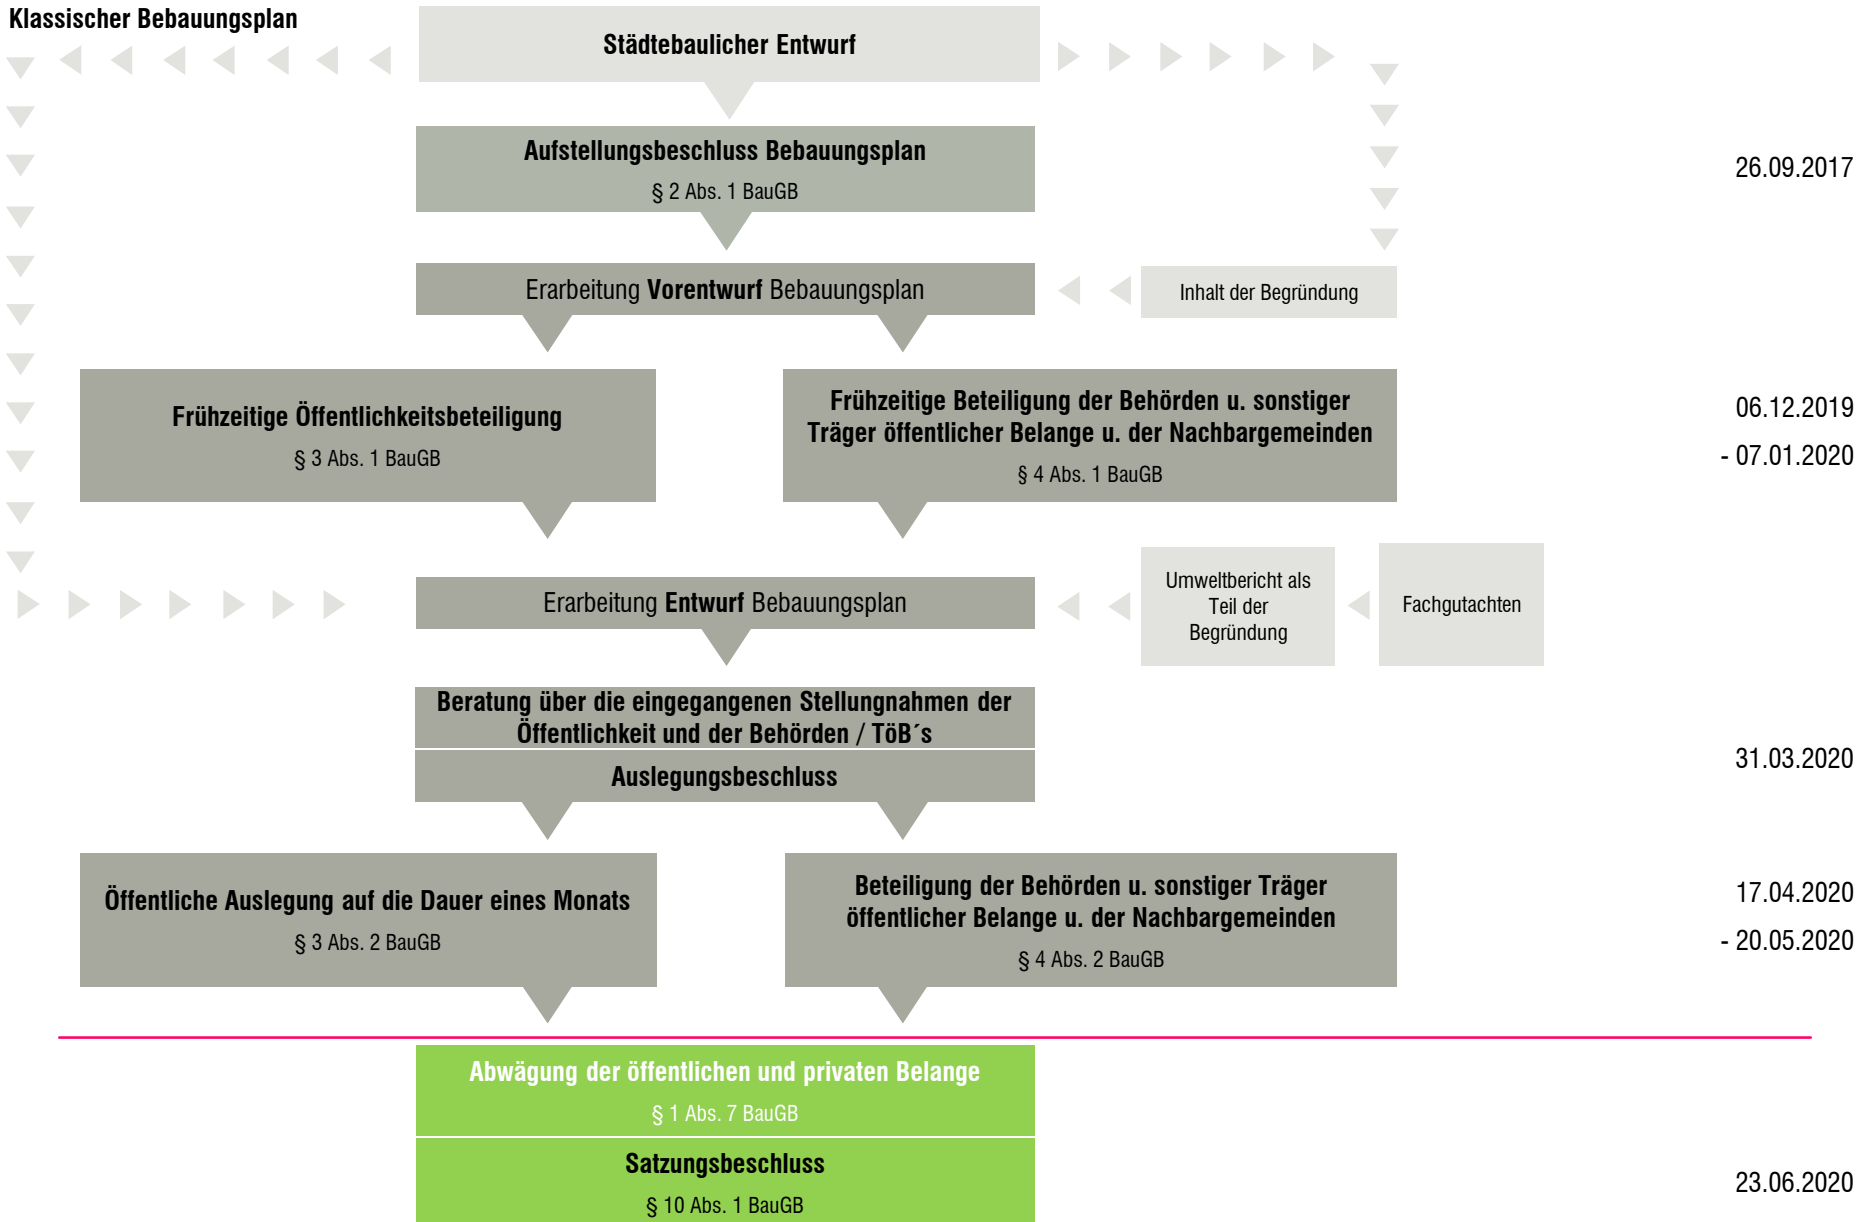 Klassischer Bebauungsplan
Städtebaulicher Entwurf
Aufstellungsbeschluss Bebauungsplan
§ 2 Abs. 1 BauGB
26.09.2017
Erarbeitung Vorentwurf Bebauungsplan
Inhalt der Begründung
Frühzeitige Öffentlichkeitsbeteiligung
§ 3 Abs. 1 BauGB
Frühzeitige Beteiligung der Behörden u. sonstiger
Träger öffentlicher Belange u. der Nachbargemeinden
§ 4 Abs. 1 BauGB
06.12.2019
- 07.01.2020
Erarbeitung Entwurf Bebauungsplan
Umweltbericht als
Teil der
Begründung
Fachgutachten
Beratung über die eingegangenen Stellungnahmen der
Öffentlichkeit und der Behörden / TöB´s
Auslegungsbeschluss
31.03.2020
Öffentliche Auslegung auf die Dauer eines Monats
§ 3 Abs. 2 BauGB
Beteiligung der Behörden u. sonstiger Träger
öffentlicher Belange u. der Nachbargemeinden
§ 4 Abs. 2 BauGB
17.04.2020
- 20.05.2020
Abwägung der öffentlichen und privaten Belange
§ 1 Abs. 7 BauGB
Satzungsbeschluss
§ 10 Abs. 1 BauGB
23.06.2020